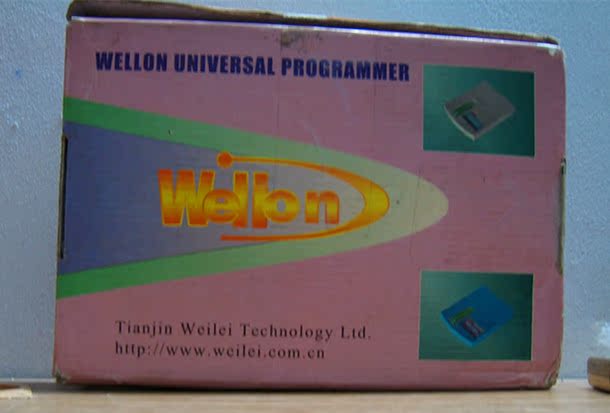 WELLON UNIVERSAL PROGRAMMER
Wellon
Tianjin Weilei Technology Ltd.
http://www.weilei.com.cn